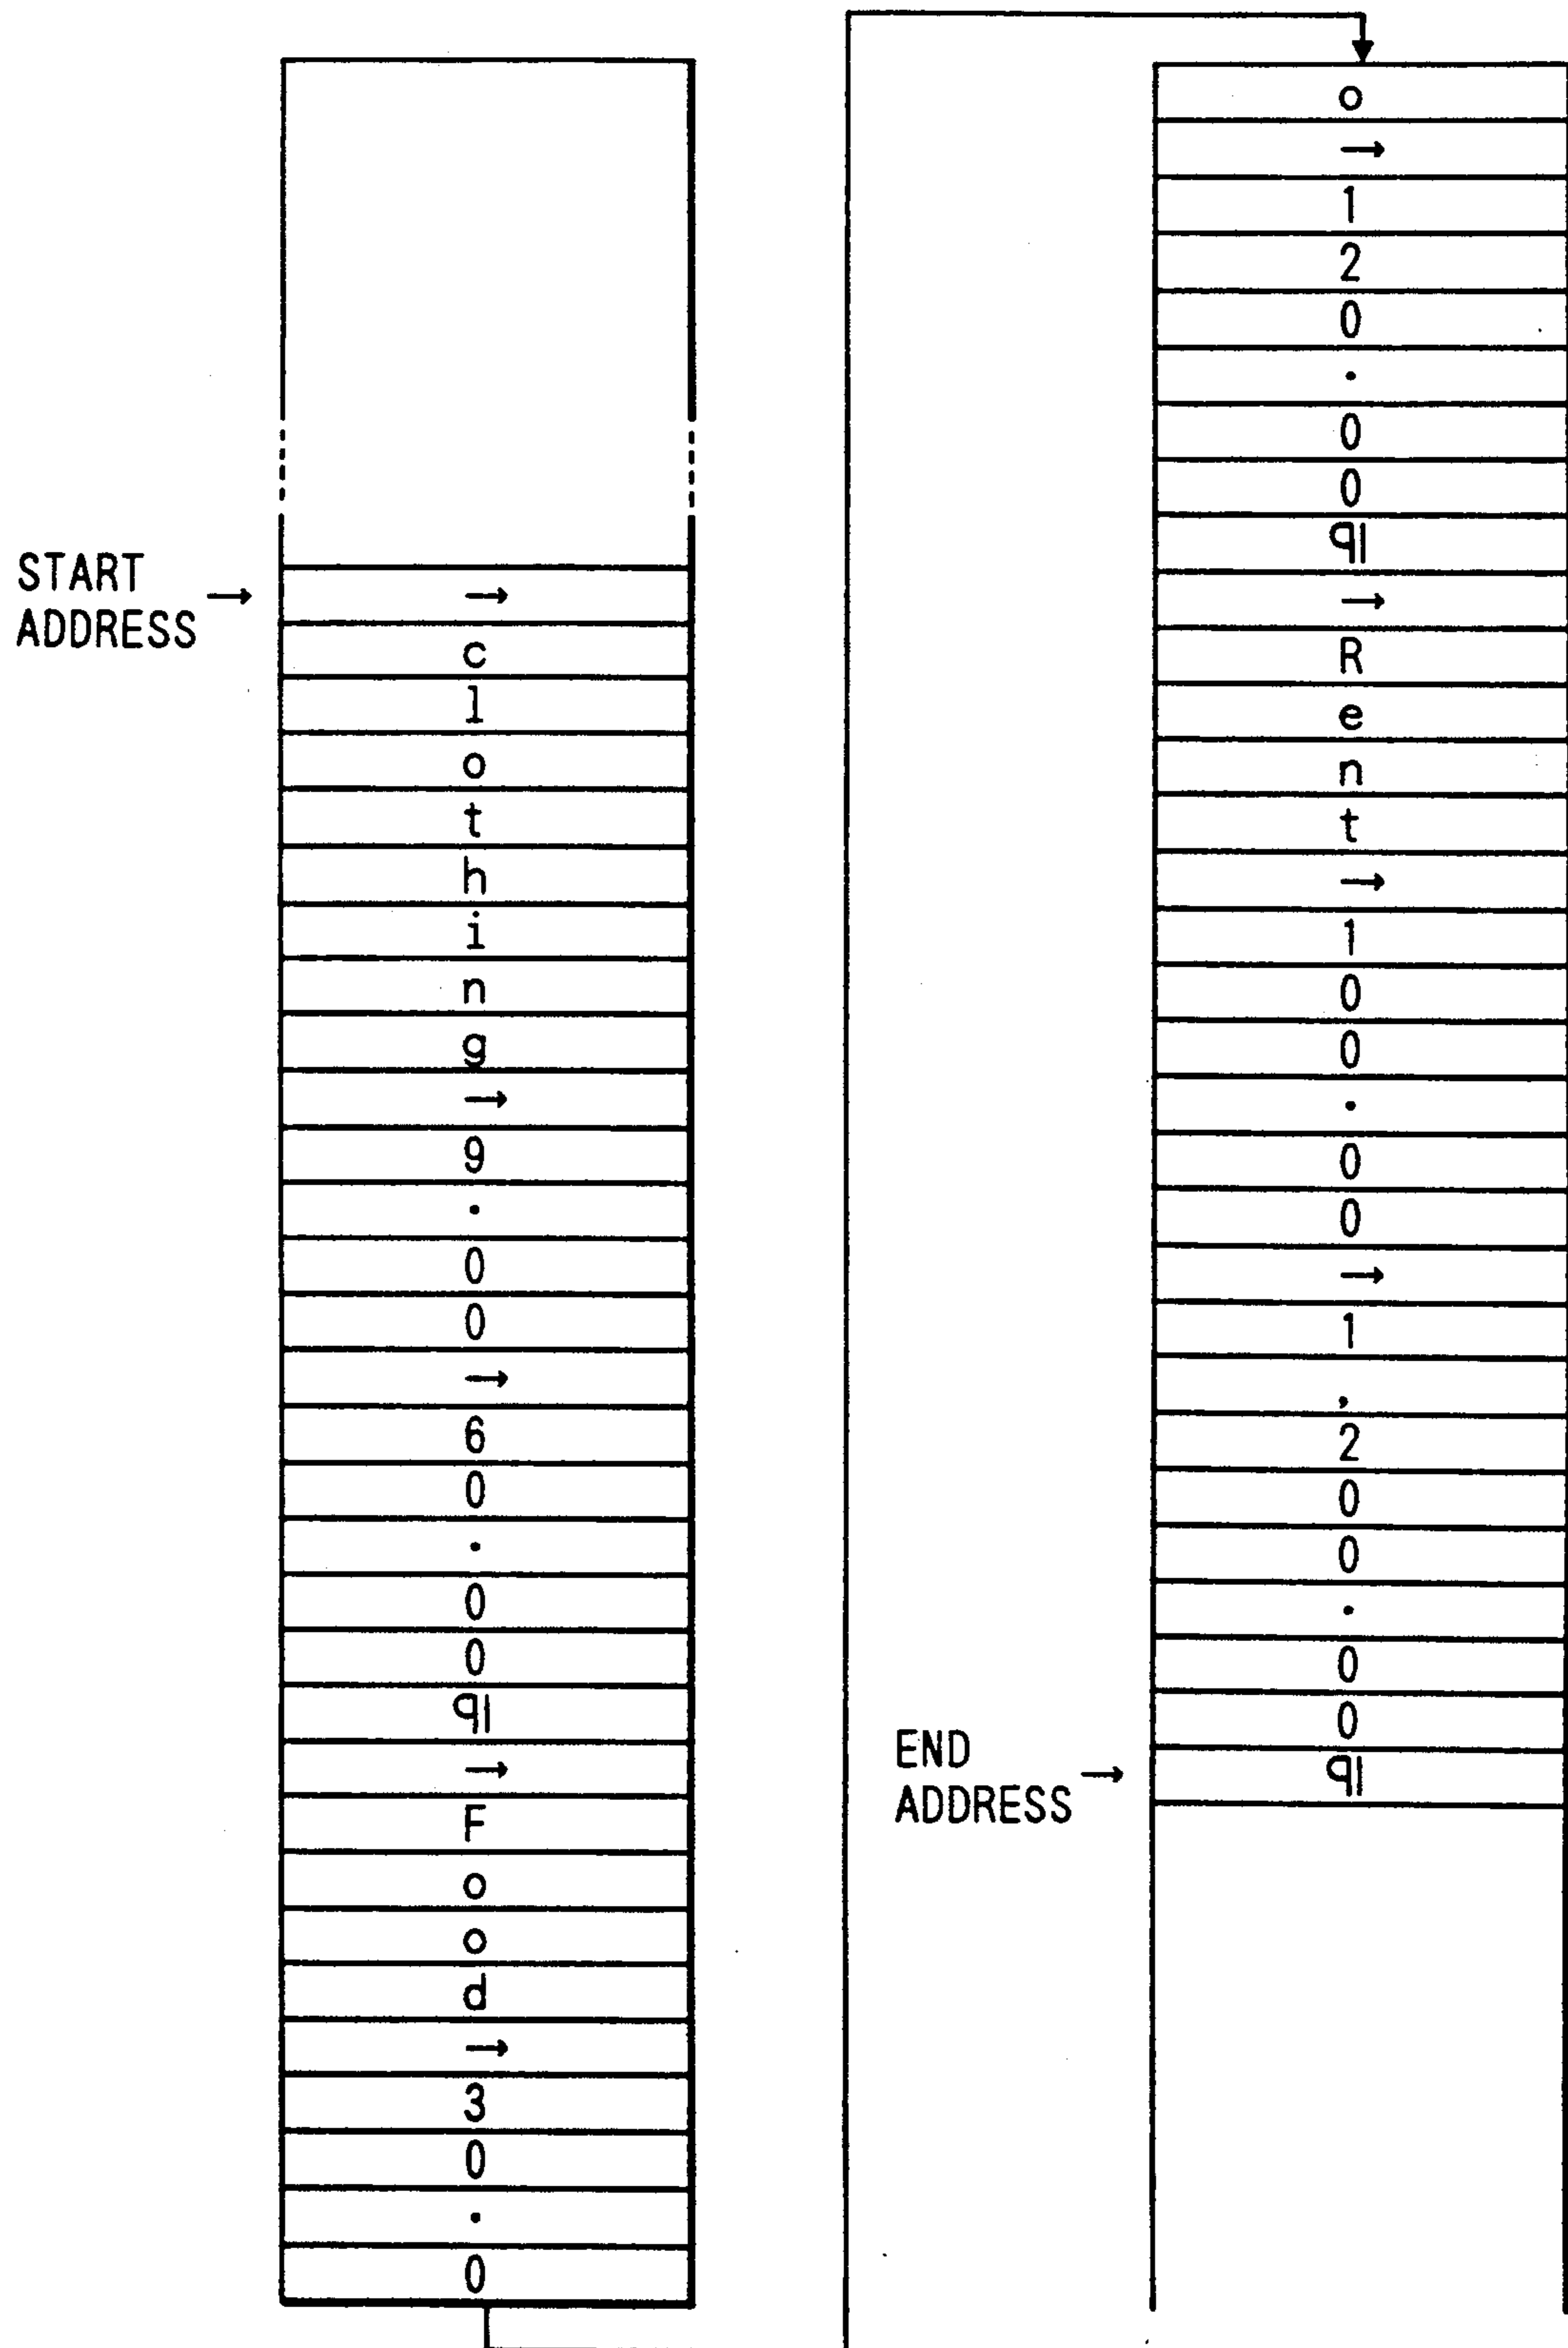 START
ADDRESS →
→
c
l
o
t
h
i
n
g
→
9
.
0
0
→
6
0
.
0
0
¶
→
F
o
o
d
→
3
0
.
0
o
→
1
2
0
.
0
0
¶
→
R
e
n
t
→
1
0
0
.
0
0
→
1
,
2
0
0
.
0
0
¶
END
ADDRESS →